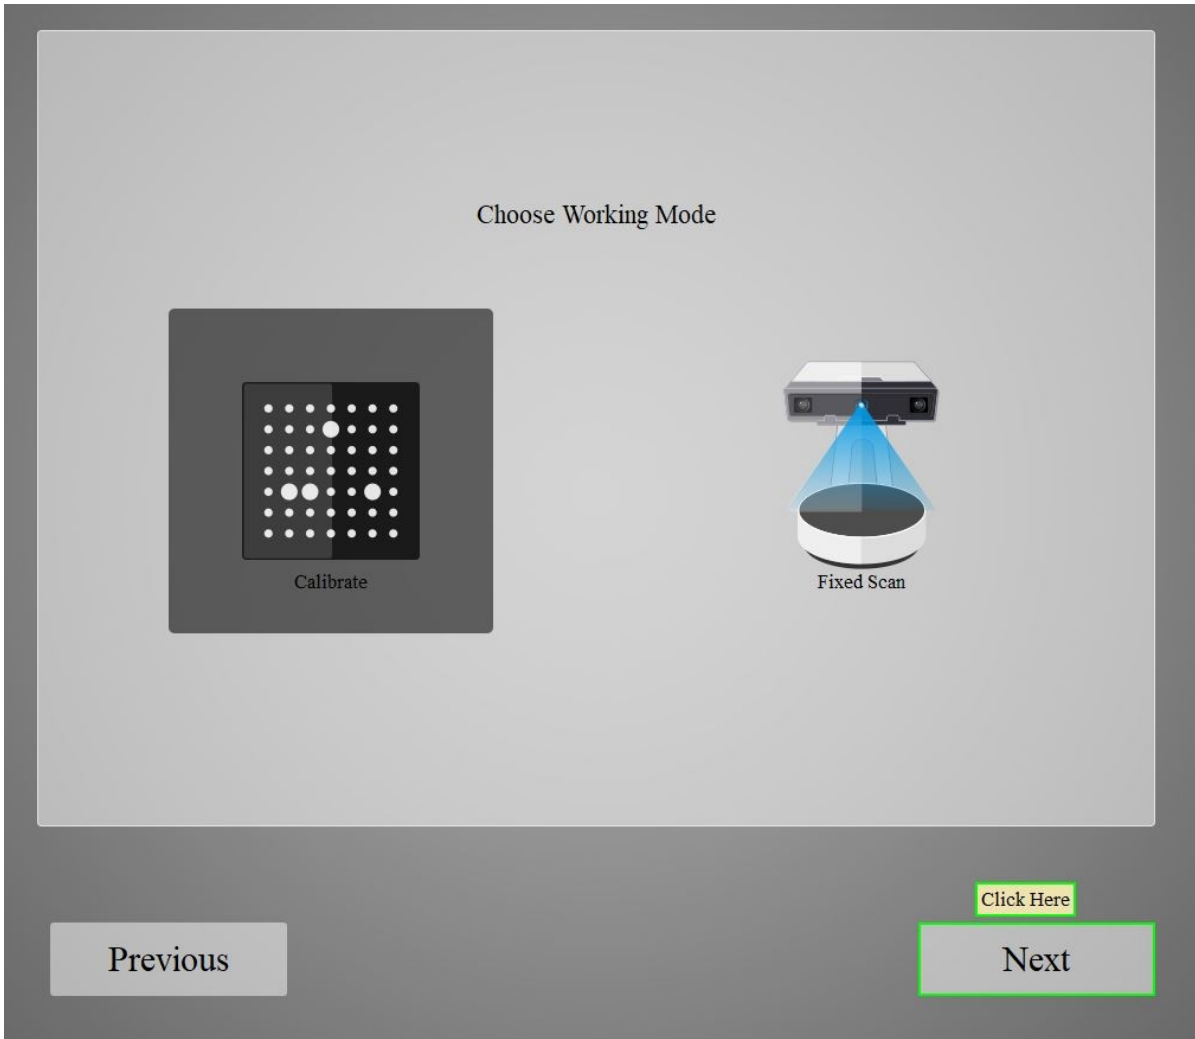 Choose Working Mode
Calibrate
Fixed Scan
Click Here
Previous
Next